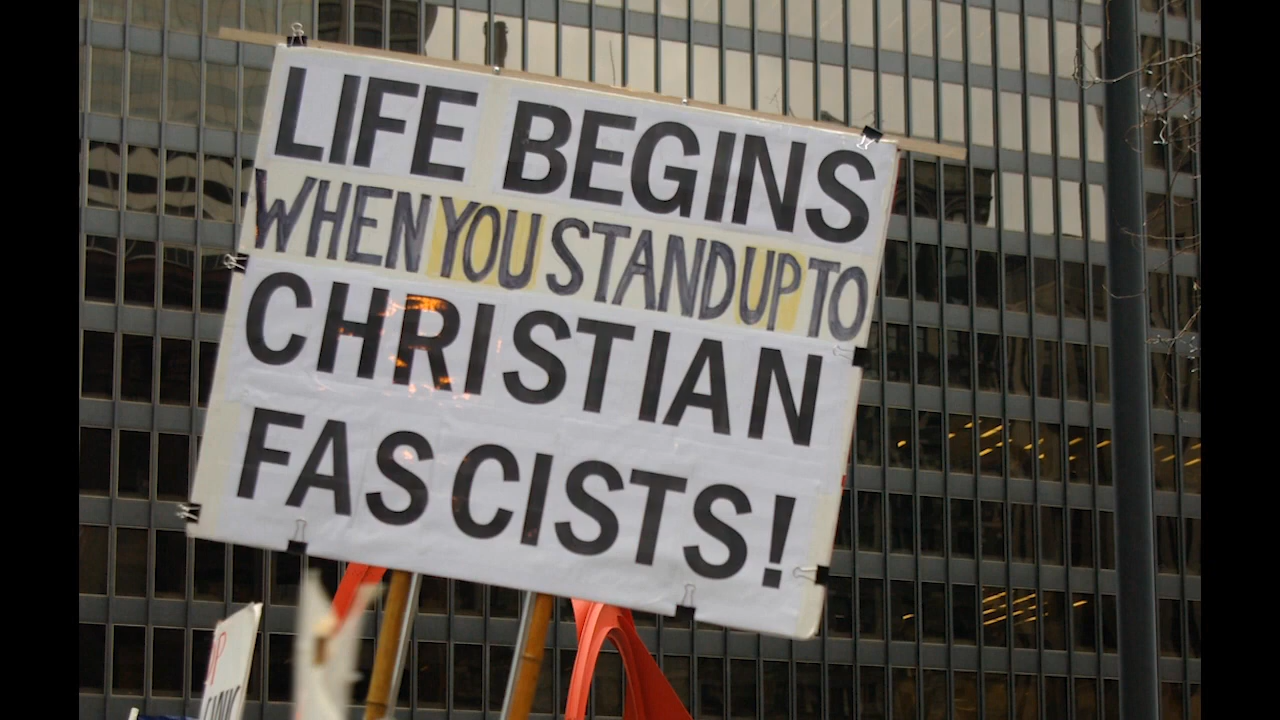 LIFE BEGINS
WHEN YOU STAND UP TO
CHRISTIAN
FASCISTS!